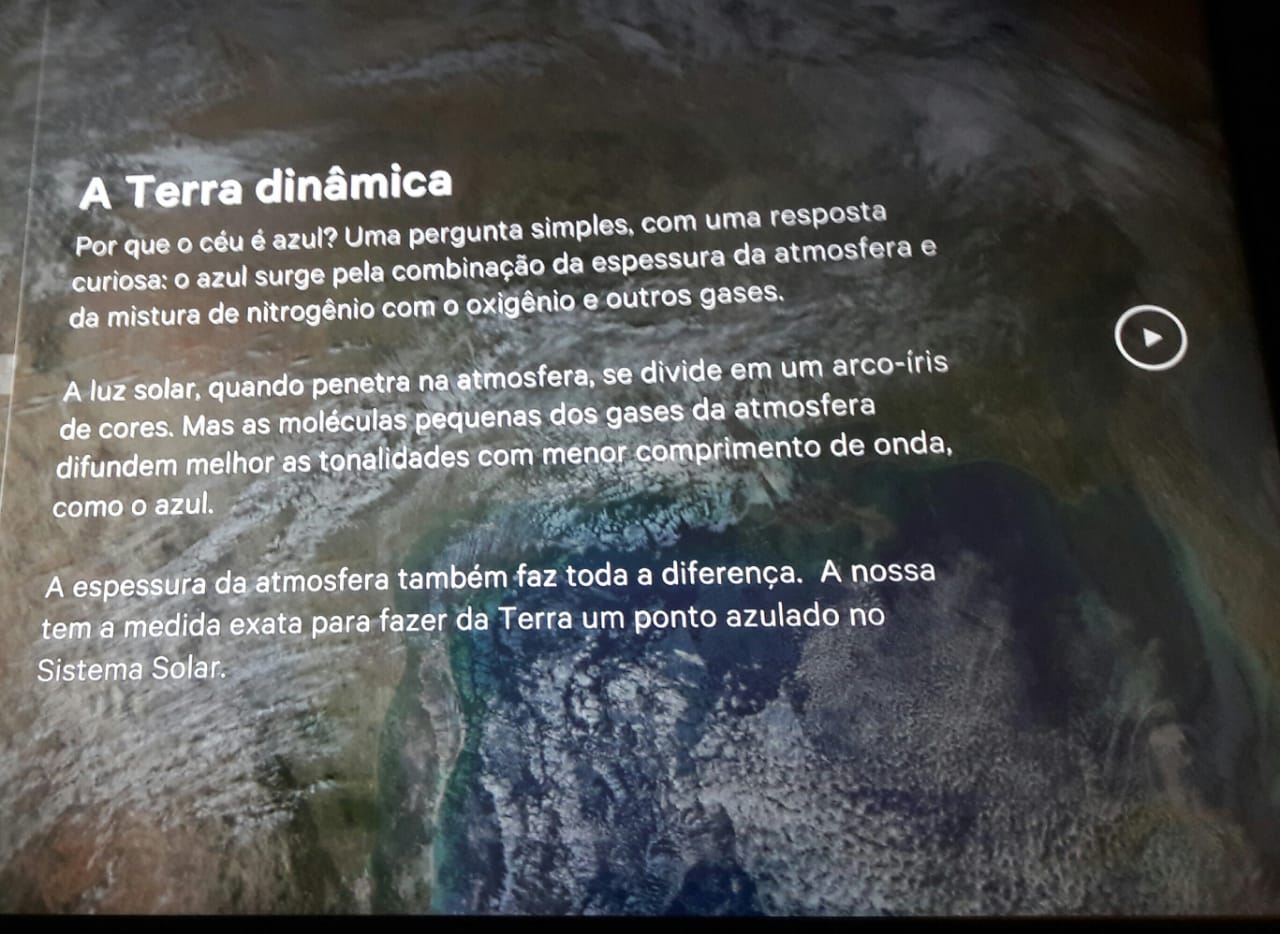 A Terra dinâmica
Por que o céu é azul? Uma pergunta simples, com uma resposta
curiosa: o azul surge pela combinação da espessura da atmosfera e
da mistura de nitrogênio com o oxigênio e outros gases.
A luz solar, quando penetra na atmosfera, se divide em um arco-íris
de cores. Mas as moléculas pequenas dos gases da atmosfera
difundem melhor as tonalidades com menor comprimento de onda,
como o azul.
A espessura da atmosfera também faz toda a diferença. A nossa
tem a medida exata para fazer da Terra um ponto azulado no
Sistema Solar.